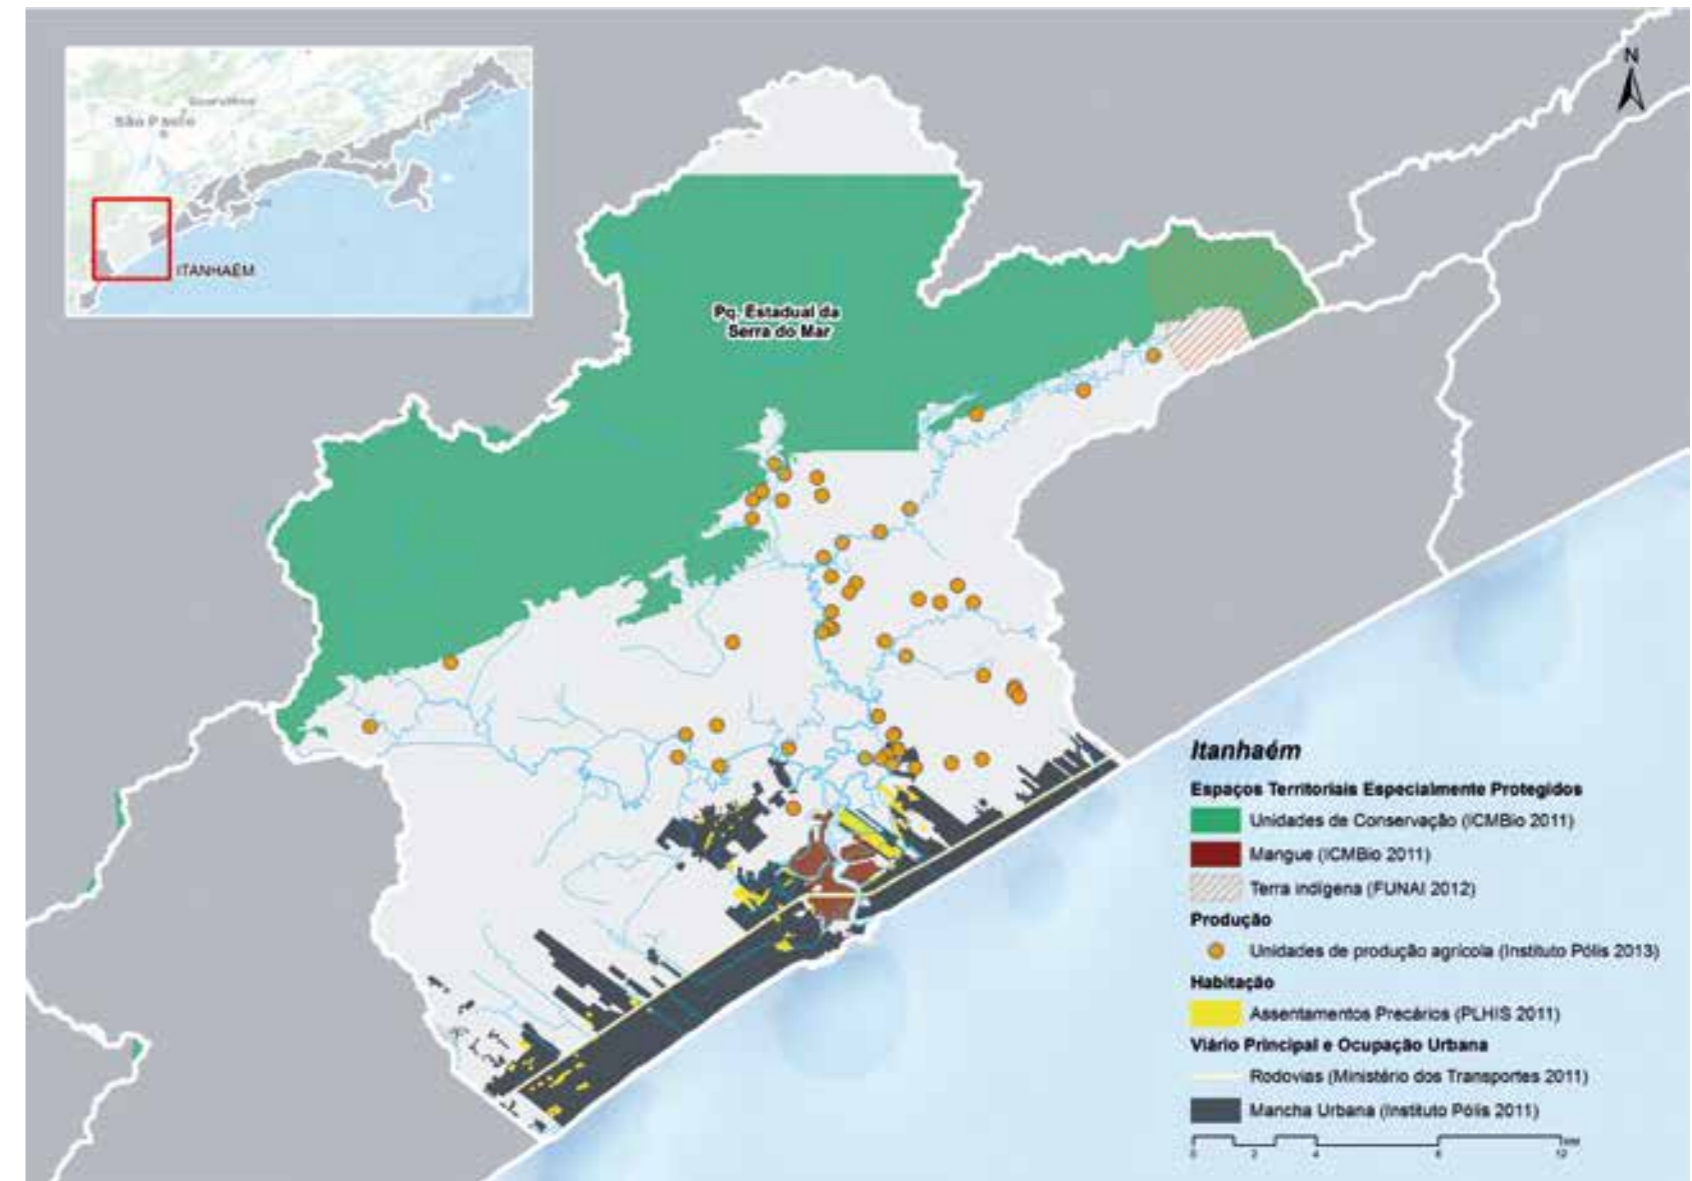 N
Guarulhos
São Paulo
ITANHAÉM
Pq. Estadual da
Serra do Mar
Itanhaém
Espaços Territoriais Especialmente Protegidos
Unidades de Conservação (ICMBio 2011)
Mangue (ICMBio 2011)
Terra indígena (FUNAI 2012)
Produção
Unidades de produção agrícola (Instituto Pólis 2013)
Habitação
Assentamentos Precários (PLHIS 2011)
Viário Principal e Ocupação Urbana
Rodovias (Ministério dos Transportes 2011)
Mancha Urbana (Instituto Pólis 2011)
0 2 4 8 12